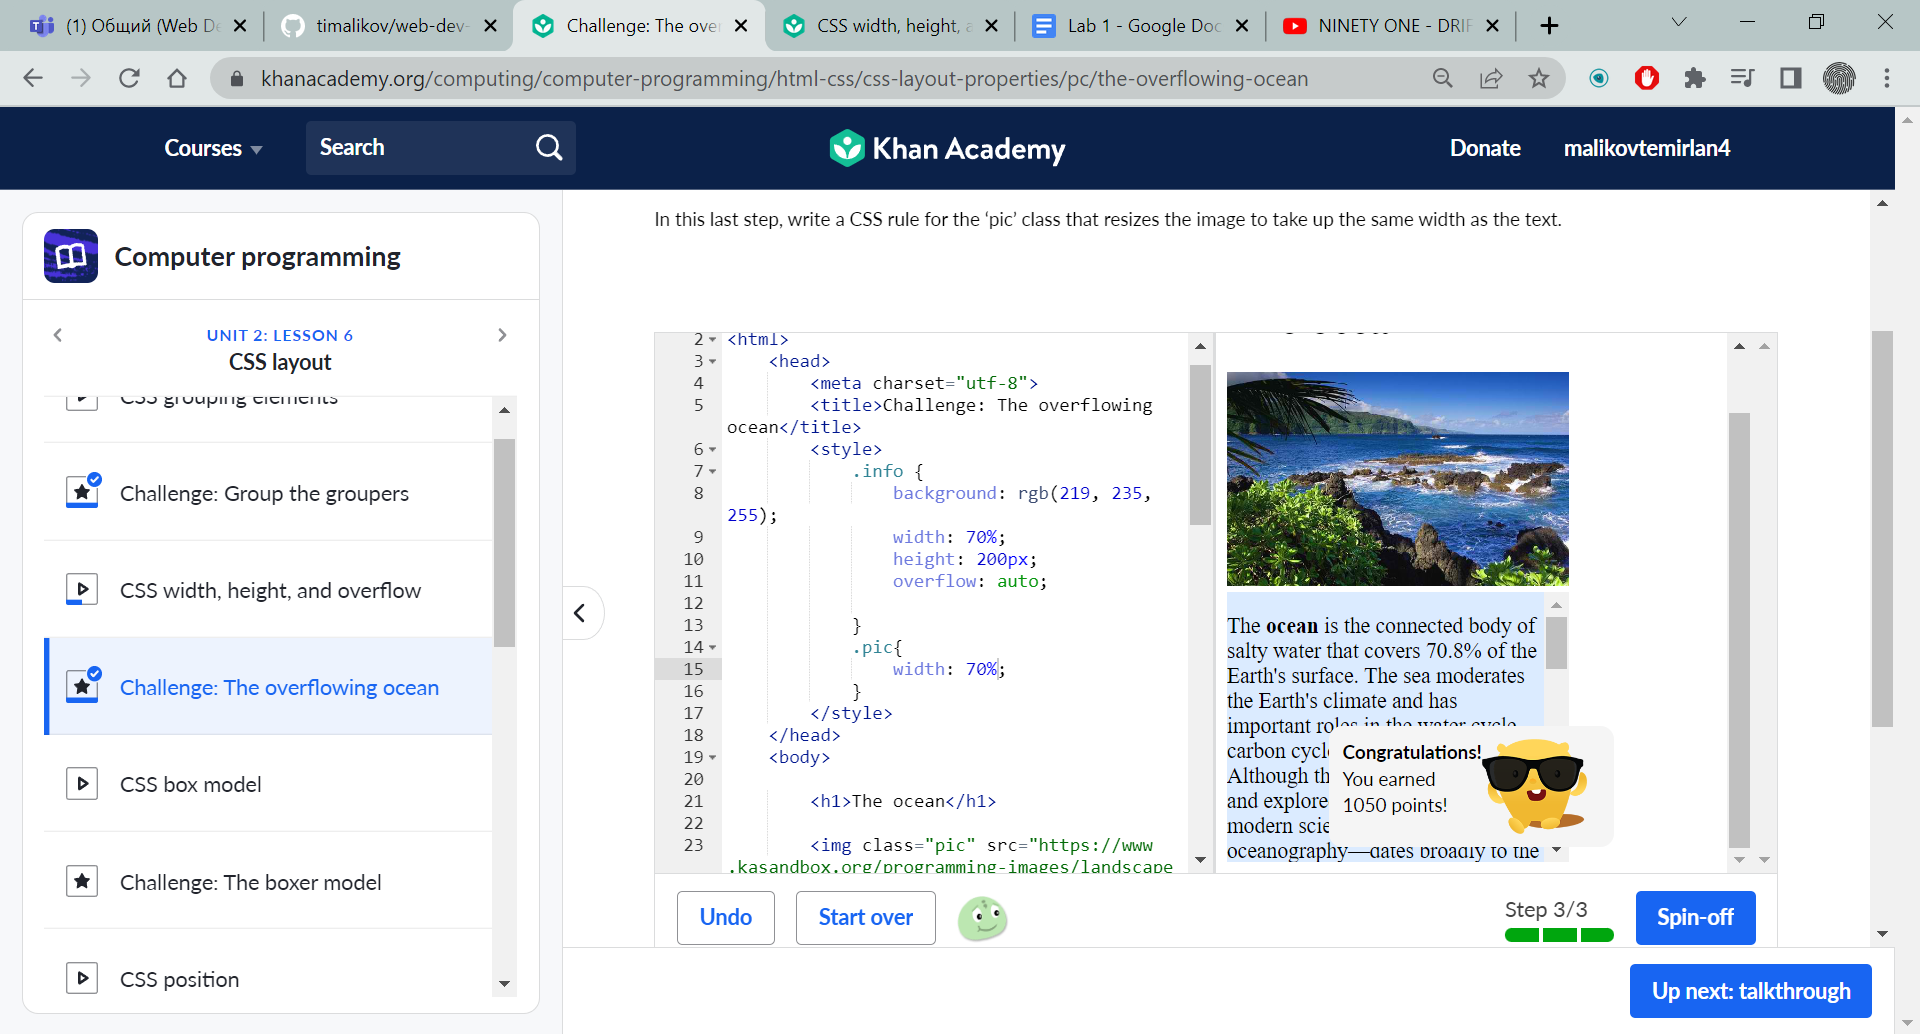 (1) Общий (Web De
timalikov/web-dev-
Challenge: The over
CSS width, height, a
Lab 1 - Google Doc
NINETY ONE - DRIF
khanacademy.org/computing/computer-programming/html-css/css-layout-properties/pc/the-overflowing-ocean
Courses
Search
Khan Academy
Donate
malikovtemirlan4
Computer programming
UNIT 2: LESSON 6
CSS layout
CSS grouping elements
Challenge: Group the groupers
CSS width, height, and overflow
Challenge: The overflowing ocean
CSS box model
Challenge: The boxer model
CSS position
In this last step, write a CSS rule for the ‘pic’ class that resizes the image to take up the same width as the text.
2 <html>
3 <head>
4 <meta charset="utf-8">
5 <title>Challenge: The overflowing
ocean</title>
6 <style>
7 .info {
8 background: rgb(219, 235,
255);
9 width: 70%;
10 height: 200px;
11 overflow: auto;
12
13 }
14 .pic{
15 width: 70%;
16 }
17 </style>
18 </head>
19 <body>
20
21 <h1>The ocean</h1>
22
23 <img class="pic" src="https://www
.kasandbox.org/programming-images/landscape
The ocean is the connected body of
salty water that covers 70.8% of the
Earth's surface. The sea moderates
the Earth's climate and has
important roles in the water cycle,
carbon cycl
Although th
and explore
modern scie
oceanography—dates broadly to the
Congratulations!
You earned
1050 points!
Undo
Start over
Step 3/3
Spin-off
Up next: talkthrough